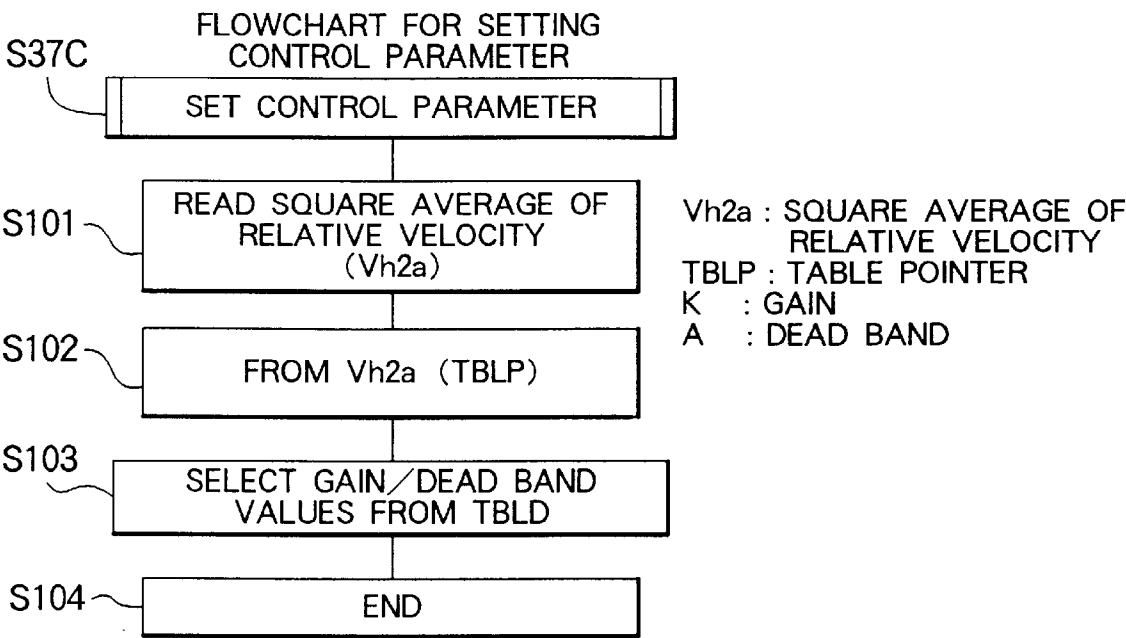 FLOWCHART FOR SETTING
CONTROL PARAMETER
S37C
SET CONTROL PARAMETER
S101
READ SQUARE AVERAGE OF
RELATIVE VELOCITY
(Vh2a)
S102
FROM Vh2a (TBLP)
S103
SELECT GAIN/DEAD BAND
VALUES FROM TBLD
S104
END
Vh2a : SQUARE AVERAGE OF
RELATIVE VELOCITY
TBLP : TABLE POINTER
K : GAIN
A : DEAD BAND